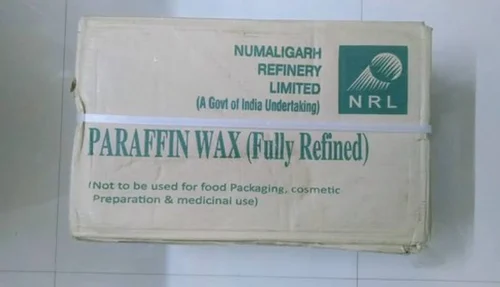 NUMALIGARH
REFINERY
LIMITED
(A Govt of India Undertaking)
NRL
PARAFFIN WAX (Fully Refined)
(Not to be used for food Packaging, cosmetic
Preparation & medicinal use)